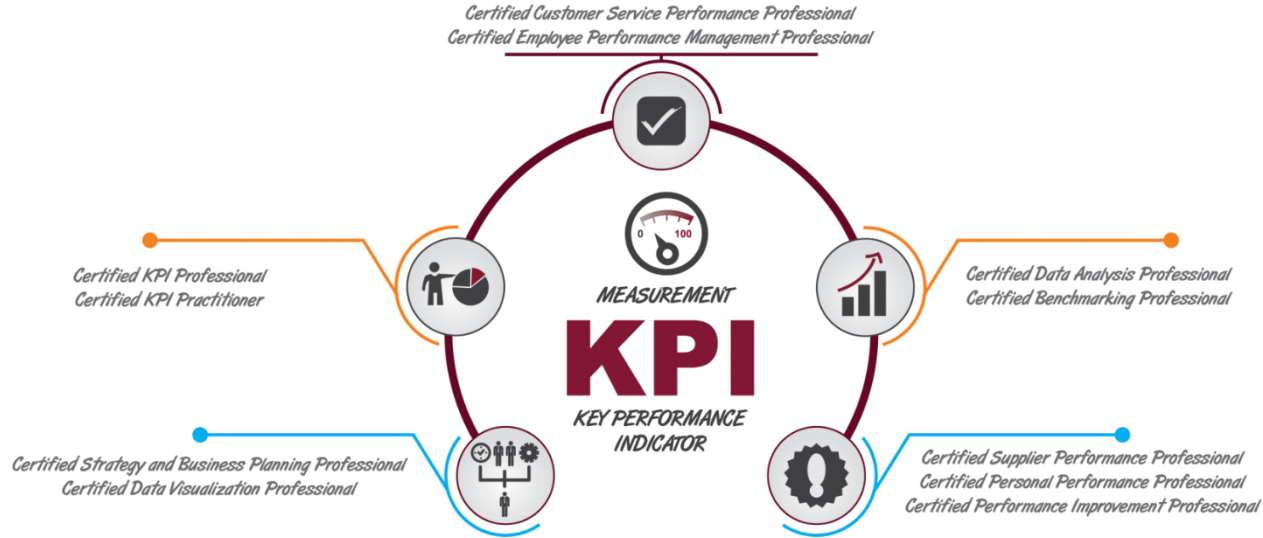 Certified Customer Service Performance Professional
Certified Employee Performance Management Professional
0 100
MEASUREMENT
KPI
KEY PERFORMANCE
INDICATOR
Certified KPI Professional
Certified KPI Practitioner
Certified Data Analysis Professional
Certified Benchmarking Professional
Certified Strategy and Business Planning Professional
Certified Data Visualization Professional
Certified Supplier Performance Professional
Certified Personal Performance Professional
Certified Performance Improvement Professional